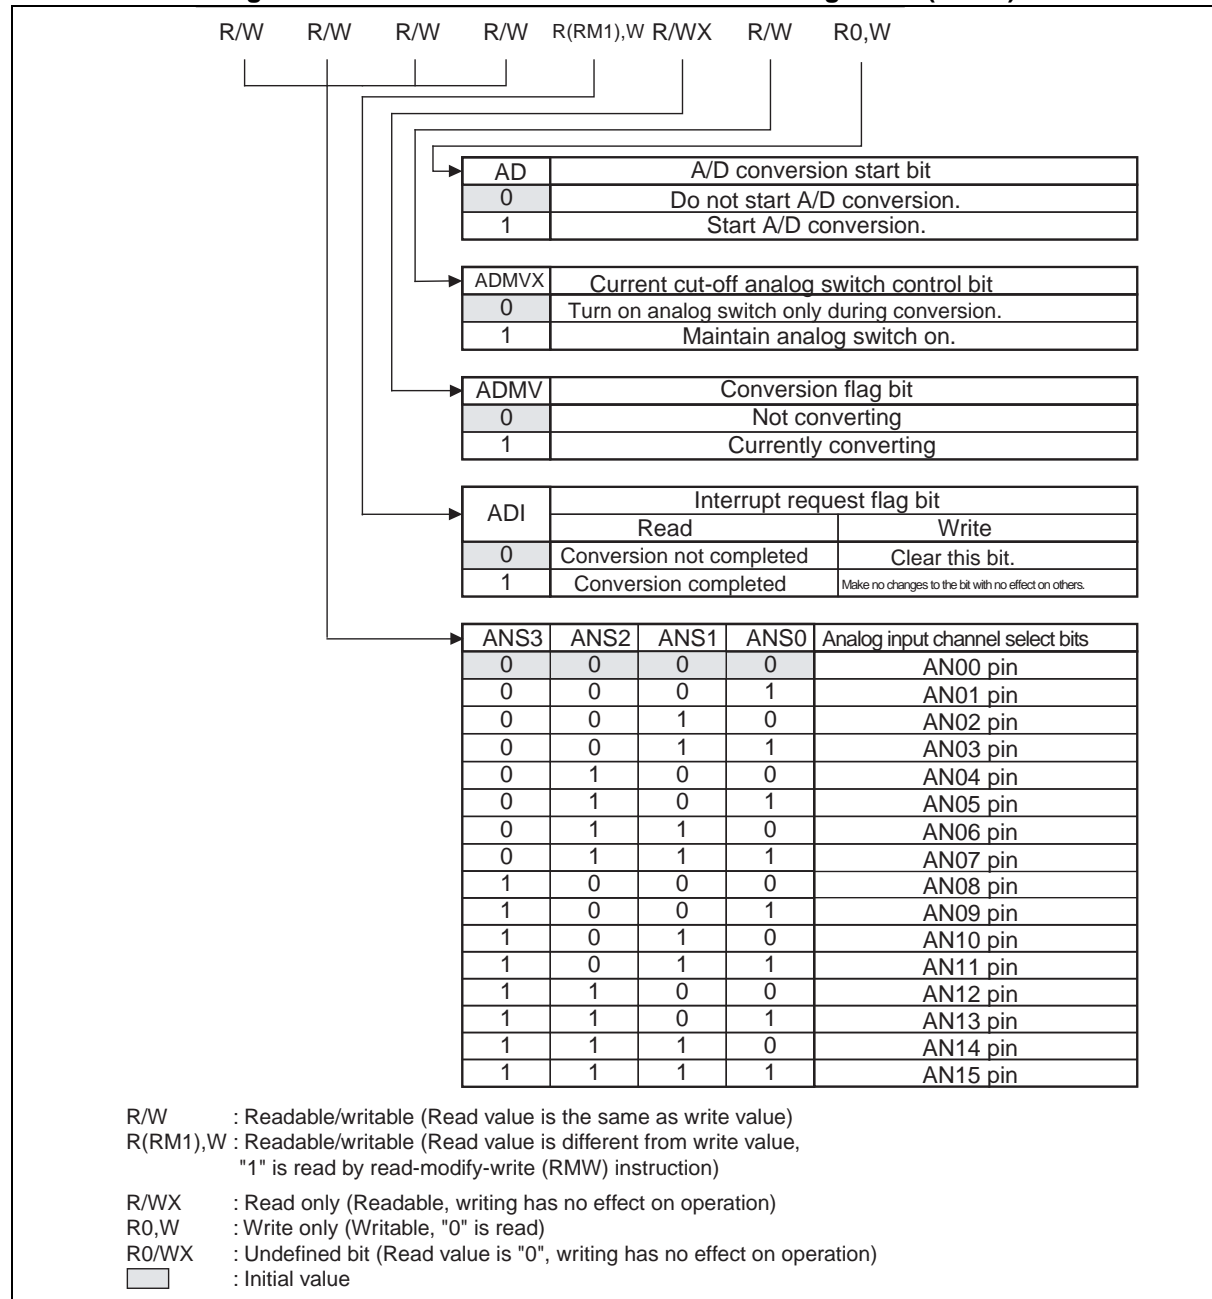 R/W R/W R/W R/W R(RM1),W R/WX R/W R0,W
AD A/D conversion start bit
0 Do not start A/D conversion.
1 Start A/D conversion.
ADMVX Current cut-off analog switch control bit
0 Turn on analog switch only during conversion.
1 Maintain analog switch on.
ADMV Conversion flag bit
0 Not converting
1 Currently converting
ADI Interrupt request flag bit
Read Write
0 Conversion not completed Clear this bit.
1 Conversion completed Make no changes to the bit with no effect on others.
ANS3 ANS2 ANS1 ANS0 Analog input channel select bits
0 0 0 0 AN00 pin
0 0 0 1 AN01 pin
0 0 1 0 AN02 pin
0 0 1 1 AN03 pin
0 1 0 0 AN04 pin
0 1 0 1 AN05 pin
0 1 1 0 AN06 pin
0 1 1 1 AN07 pin
1 0 0 0 AN08 pin
1 0 0 1 AN09 pin
1 0 1 0 AN10 pin
1 0 1 1 AN11 pin
1 1 0 0 AN12 pin
1 1 0 1 AN13 pin
1 1 1 0 AN14 pin
1 1 1 1 AN15 pin
R/W : Readable/writable (Read value is the same as write value)
R(RM1),W : Readable/writable (Read value is different from write value,
"1" is read by read-modify-write (RMW) instruction)
R/WX : Read only (Readable, writing has no effect on operation)
R0,W : Write only (Writable, "0" is read)
R0/WX : Undefined bit (Read value is "0", writing has no effect on operation)
: Initial value